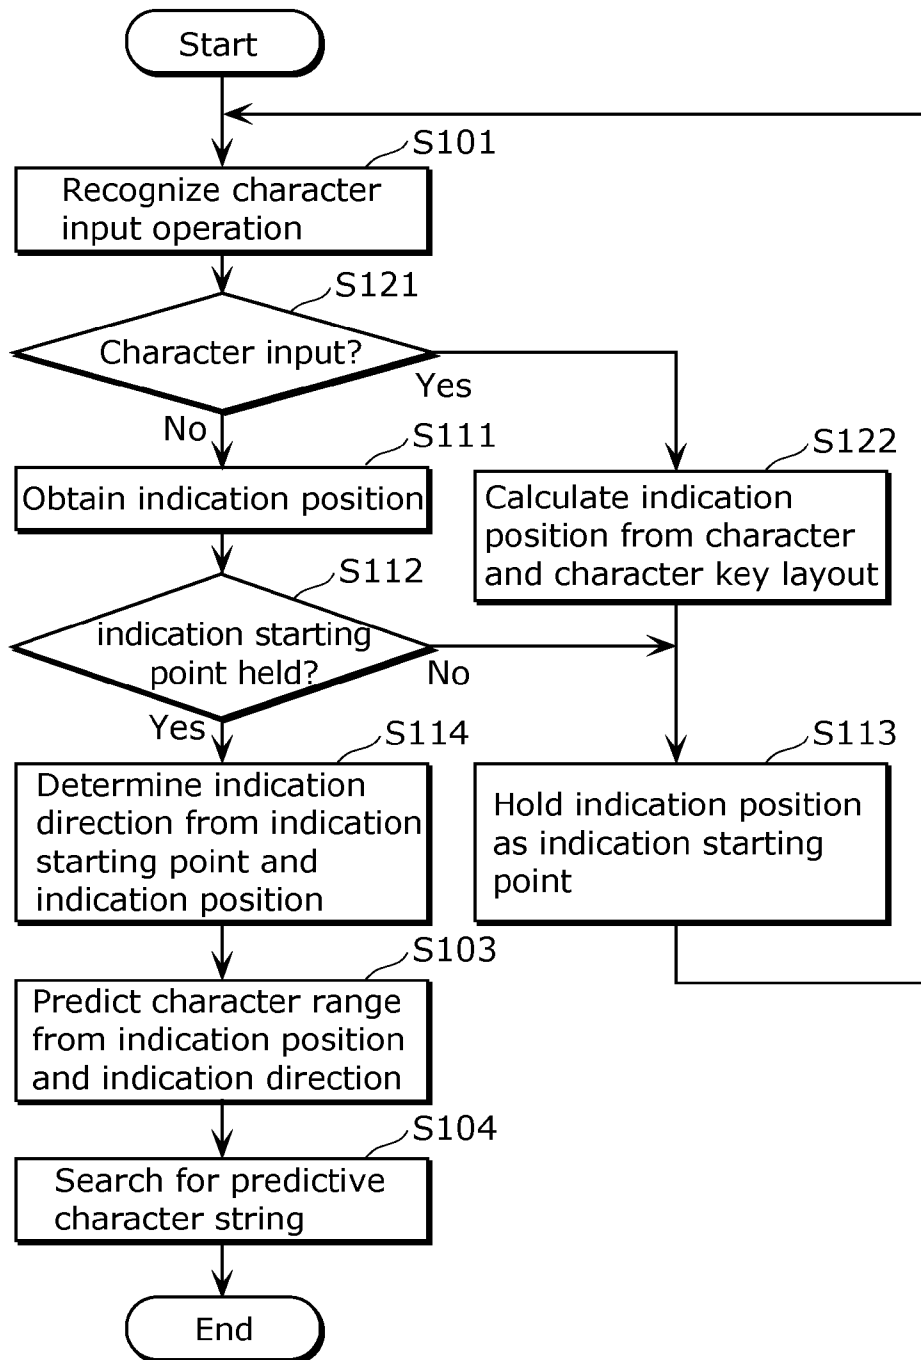 Start
S101
Recognize character
input operation
S121
Character input?
Yes
No
S111
Obtain indication position
S122
Calculate indication
position from character
and character key layout
S112
indication starting
point held?
No
Yes
S114
Determine indication
direction from indication
starting point and
indication position
S113
Hold indication position
as indication starting
point
S103
Predict character range
from indication position
and indication direction
S104
Search for predictive
character string
End